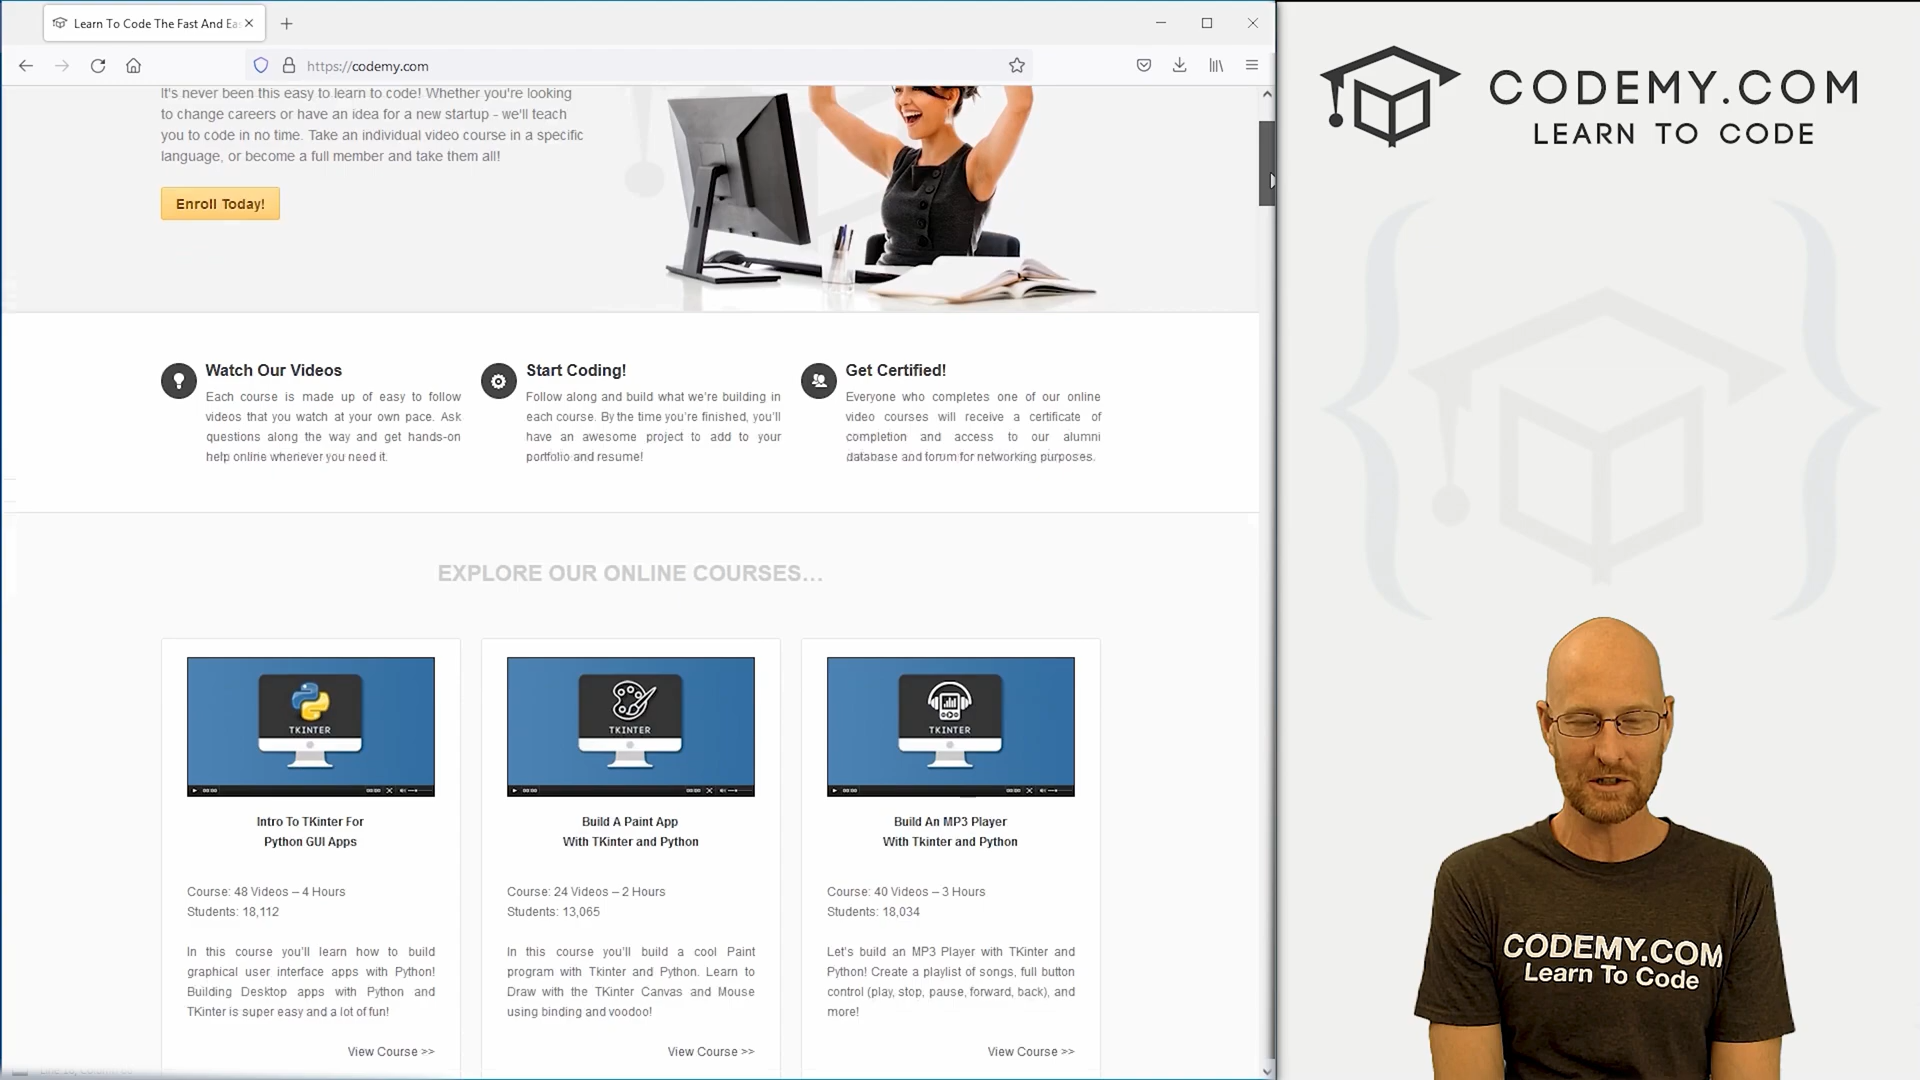 Learn To Code The Fast And Ea
https://codemy.com
It's never been this easy to learn to code! Whether you're looking
to change careers or have an idea for a new startup - we'll teach
you to code in no time. Take an individual video course in a specific
language, or become a full member and take them all!
Enroll Today!
Watch Our Videos
Each course is made up of easy to follow
videos that you watch at your own pace. Ask
questions along the way and get hands-on
help online whenever you need it.
Start Coding!
Follow along and build what we're building in
each course. By the time you're finished, you'll
have an awesome project to add to your
portfolio and resume!
Get Certified!
Everyone who completes one of our online
video courses will receive a certificate of
completion and access to our alumni
database and forum for networking purposes.
EXPLORE OUR ONLINE COURSES...
TKINTER
Intro To TKinter For
Python GUI Apps
Course: 48 Videos – 4 Hours
Students: 18,112
In this course you'll learn how to build
graphical user interface apps with Python!
Building Desktop apps with Python and
TKinter is super easy and a lot of fun!
View Course >>
TKINTER
Build A Paint App
With TKinter and Python
Course: 24 Videos – 2 Hours
Students: 13,065
In this course you'll build a cool Paint
program with Tkinter and Python. Learn to
Draw with the TKinter Canvas and Mouse
using binding and voodoo!
View Course >>
TKINTER
Build An MP3 Player
With Tkinter and Python
Course: 40 Videos – 3 Hours
Students: 18,034
Let's build an MP3 Player with TKinter and
Python! Create a playlist of songs, full button
control (play, stop, pause, forward, back), and
more!
View Course >>
CODEMY.COM
LEARN TO CODE
CODEMY.COM
Learn To Code